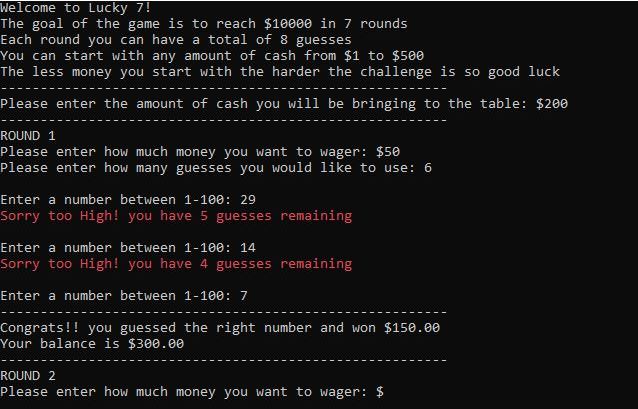 Welcome to Lucky 7!
The goal of the game is to reach $10000 in 7 rounds
Each round you can have a total of 8 guesses
You can start with any amount of cash from $1 to $500
The less money you start with the harder the challenge is so good luck
--------------------------------------------------------
Please enter the amount of cash you will be bringing to the table: $200
--------------------------------------------------------
ROUND 1
Please enter how much money you want to wager: $50
Please enter how many guesses you would like to use: 6
Enter a number between 1-100: 29
Sorry too High! you have 5 guesses remaining
Enter a number between 1-100: 14
Sorry too High! you have 4 guesses remaining
Enter a number between 1-100: 7
--------------------------------------------------------
Congrats!! you guessed the right number and won $150.00
Your balance is $300.00
--------------------------------------------------------
ROUND 2
Please enter how much money you want to wager: $